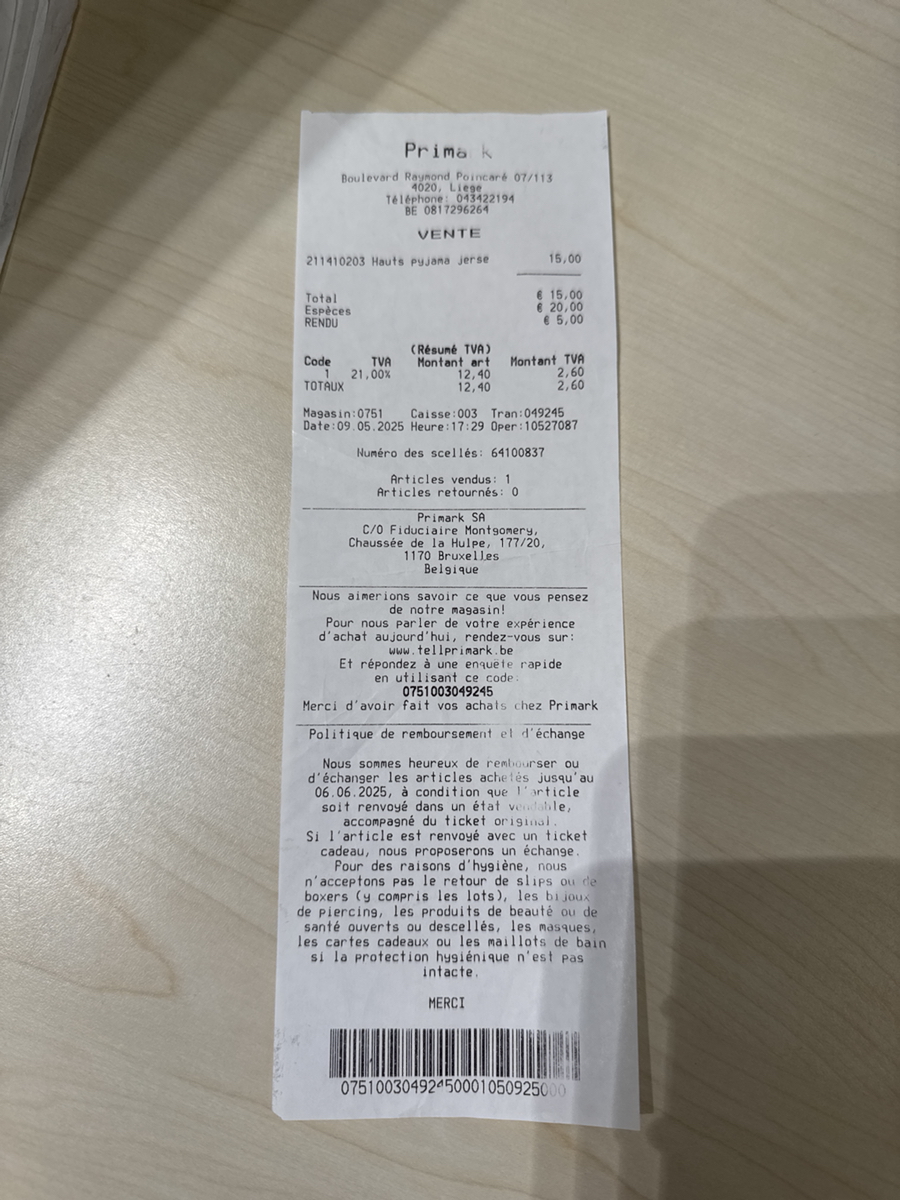 Primark
Boulevard Raymond Poincaré 07/113
4020, Liege
Téléphone: 043422194
BE 0817296264
VENTE
211410203 Hauts pyjama jerse 15,00
Total € 15,00
Espèces € 20,00
RENDU € 5,00
(Résumé TVA)
Code TVA Montant art Montant TVA
1 21,00% 12,40 2,60
TOTAUX 12,40 2,60
Magasin:0751 Caisse:003 Tran:049245
Date:09.05.2025 Heure:17:29 Oper:10527087
Numéro des scellés: 64100837
Articles vendus: 1
Articles retournés: 0
Primark SA
C/O Fiduciaire Montgomery,
Chaussée de la Hulpe, 177/20,
1170 Bruxelles
Belgique
Nous aimerions savoir ce que vous pensez
de notre magasin!
Pour nous parler de votre expérience
d'achat aujourd'hui, rendez-vous sur:
www.tellprimark.be
Et répondez à une enquête rapide
en utilisant ce code:
0751003049245
Merci d'avoir fait vos achats chez Primark
Politique de remboursement et d'échange
Nous sommes heureux de rembourser ou
d'échanger les articles achetés jusqu'au
06.06.2025, à condition que l'article
soit renvoyé dans un état vendable,
accompagné du ticket original.
Si l'article est renvoyé avec un ticket
cadeau, nous proposerons un échange.
Pour des raisons d'hygiène, nous
n'acceptons pas le retour de slips ou de
boxers (y compris les lots), les bijoux
de piercing, les produits de beauté ou de
santé ouverts ou descellés, les masques,
les cartes cadeaux ou les maillots de bain
si la protection hygiénique n'est pas
intacte.
MERCI
07510030492450001050925000